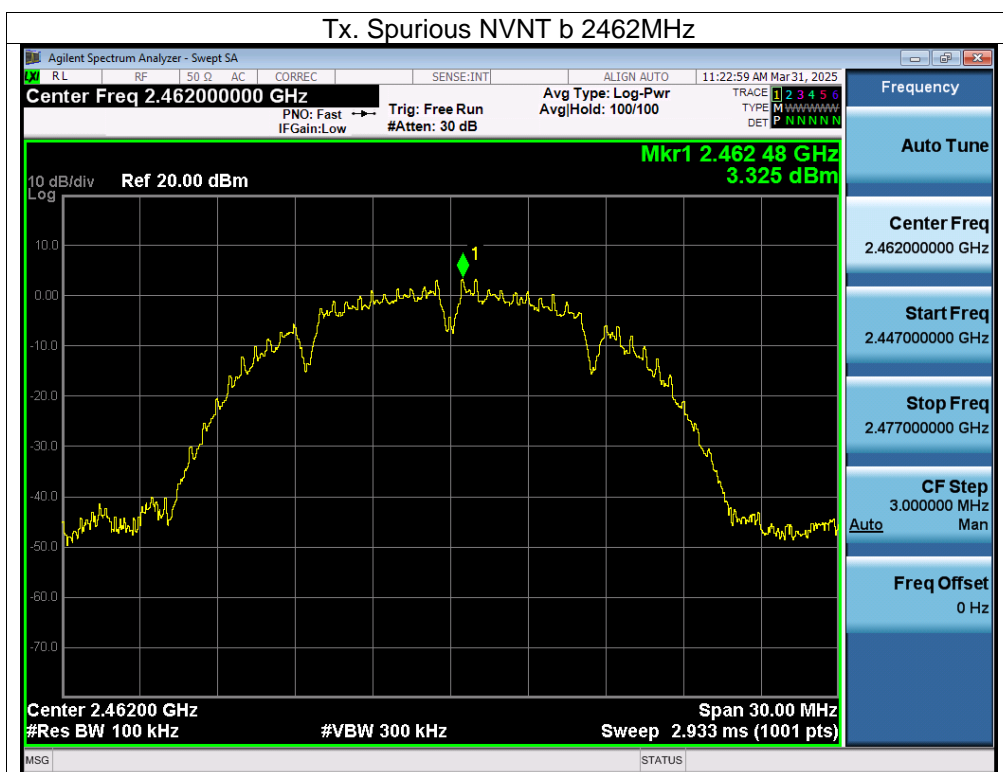 Tx. Spurious NVNT b 2462MHz
Agilent Spectrum Analyzer - Swept SA
LXI RL RF 50 Ω AC CORREC SENSE:INT ALIGN AUTO 11:22:59 AM Mar 31, 2025
Center Freq 2.462000000 GHz
PNO: Fast
IFGain:Low
Trig: Free Run
#Atten: 30 dB
Avg Type: Log-Pwr
Avg|Hold: 100/100
TRACE 1 2 3 4 5 6
TYPE M WWWWW
DET P N N N N N
Mkr1 2.462 48 GHz
3.325 dBm
10 dB/div
Log
Ref 20.00 dBm
1
10.0
0.00
-10.0
-20.0
-30.0
-40.0
-50.0
-60.0
-70.0
Center 2.46200 GHz
Span 30.00 MHz
#Res BW 100 kHz
#VBW 300 kHz
Sweep 2.933 ms (1001 pts)
MSG
STATUS
Frequency
Auto Tune
Center Freq
2.462000000 GHz
Start Freq
2.447000000 GHz
Stop Freq
2.477000000 GHz
CF Step
3.000000 MHz
Auto Man
Freq Offset
0 Hz